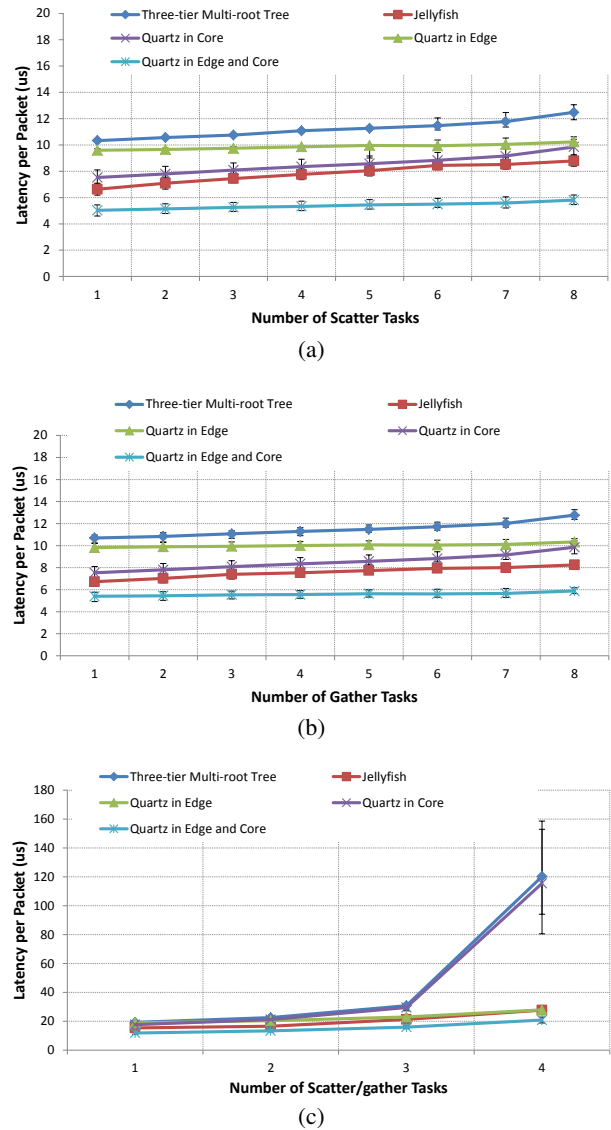 Three-tier Multi-root Tree
Jellyfish
Quartz in Core
Quartz in Edge
Quartz in Edge and Core
Latency per Packet (us)
20
18
16
14
12
10
8
6
4
2
0
1 2 3 4 5 6 7 8
Number of Scatter Tasks
(a)
Three-tier Multi-root Tree
Jellyfish
Quartz in Edge
Quartz in Core
Quartz in Edge and Core
Latency per Packet (us)
20
18
16
14
12
10
8
6
4
2
0
1 2 3 4 5 6 7 8
Number of Gather Tasks
(b)
Three-tier Multi-root Tree
Jellyfish
Quartz in Edge
Quartz in Core
Quartz in Edge and Core
Latency per Packet (us)
180
160
140
120
100
80
60
40
20
0
1 2 3 4
Number of Scatter/gather Tasks
(c)